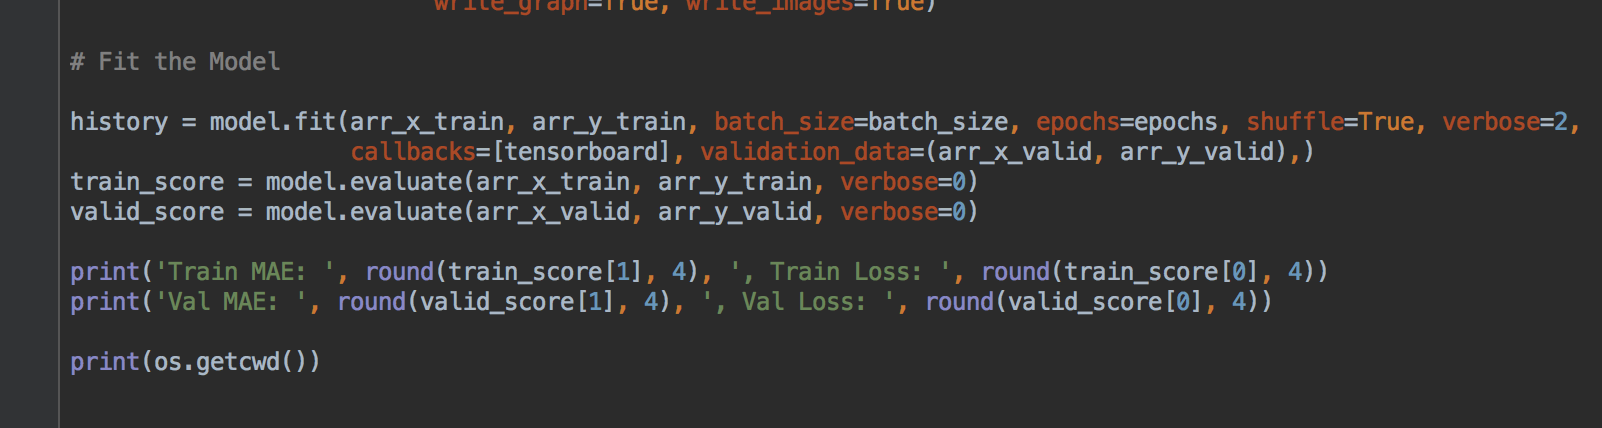 write_graph=True, write_images=True)
# Fit the Model
history = model.fit(arr_x_train, arr_y_train, batch_size=batch_size, epochs=epochs, shuffle=True, verbose=2,
callbacks=[tensorboard], validation_data=(arr_x_valid, arr_y_valid),)
train_score = model.evaluate(arr_x_train, arr_y_train, verbose=0)
valid_score = model.evaluate(arr_x_valid, arr_y_valid, verbose=0)
print('Train MAE: ', round(train_score[1], 4), ', Train Loss: ', round(train_score[0], 4))
print('Val MAE: ', round(valid_score[1], 4), ', Val Loss: ', round(valid_score[0], 4))
print(os.getcwd())